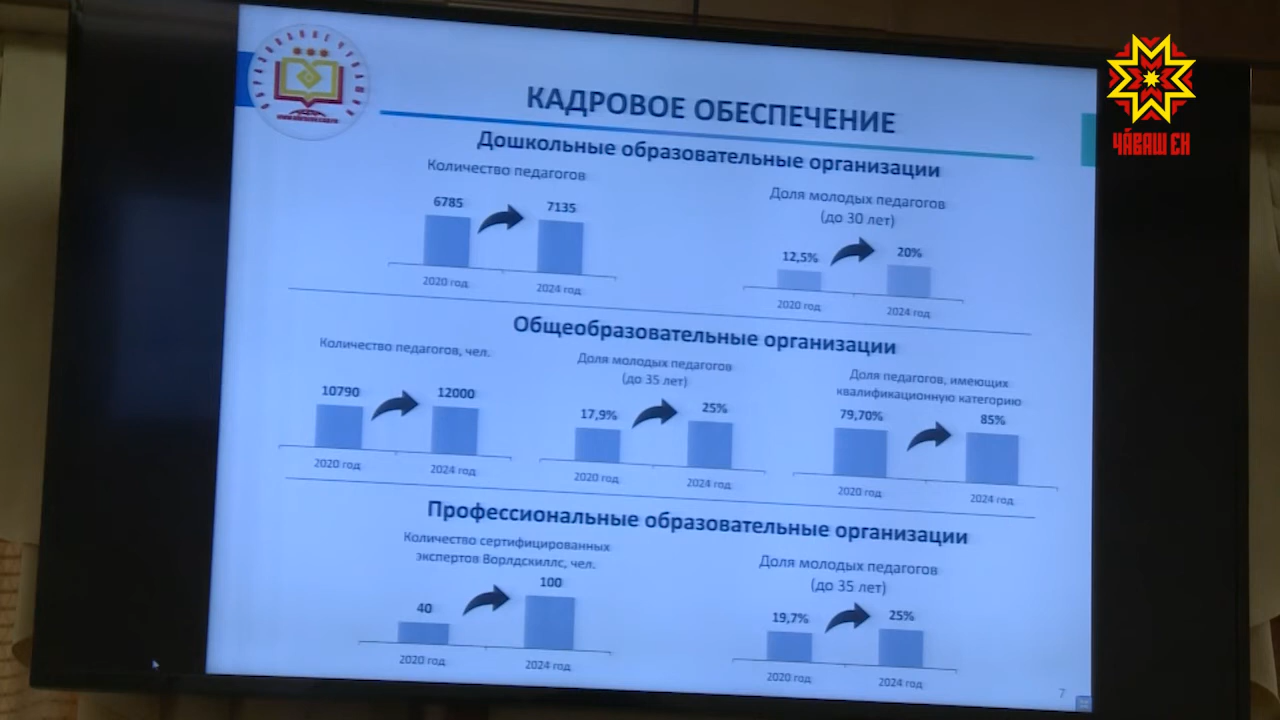 КАДРОВОЕ ОБЕСПЕЧЕНИЕ
ЧӐВАШ ЕН
Дошкольные образовательные организации
Количество педагогов
6785
7135
2020 год
2024 год
Доля молодых педагогов
(до 30 лет)
12,5%
20%
2020 год
2024 год
Общеобразовательные организации
Количество педагогов, чел.
10790
12000
2020 год
2024 год
Доля молодых педагогов
(до 35 лет)
17,9%
25%
2020 год
2024 год
Доля педагогов, имеющих
квалификационную категорию
79,70%
85%
2020 год
2024 год
Профессиональные образовательные организации
Количество сертифицированных
экспертов Ворлдскиллс, чел.
40
100
2020 год
2024 год
Доля молодых педагогов
(до 35 лет)
19,7%
25%
2020 год
2024 год
7